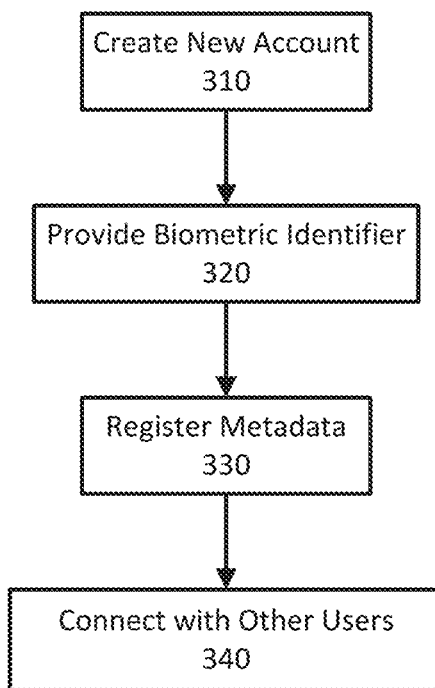 Create New Account
310
Provide Biometric Identifier
320
Register Metadata
330
Connect with Other Users
340